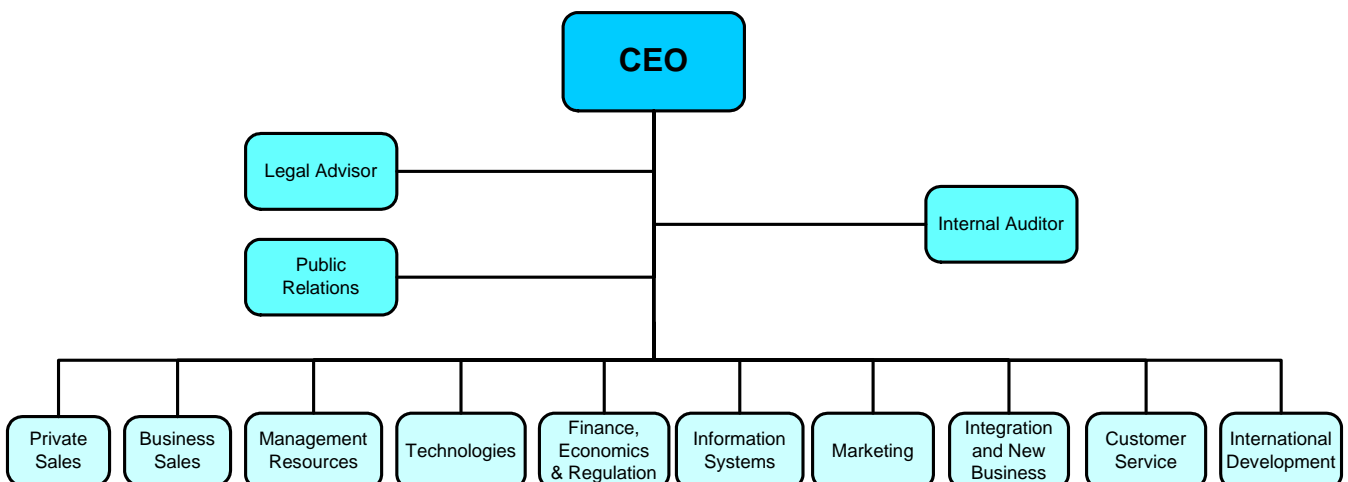 CEO
Legal Advisor
Internal Auditor
Public
Relations
Private
Sales
Business
Sales
Management
Resources
Technologies
Finance,
Economics
& Regulation
Information
Systems
Marketing
Integration
and New
Business
Customer
Service
International
Development